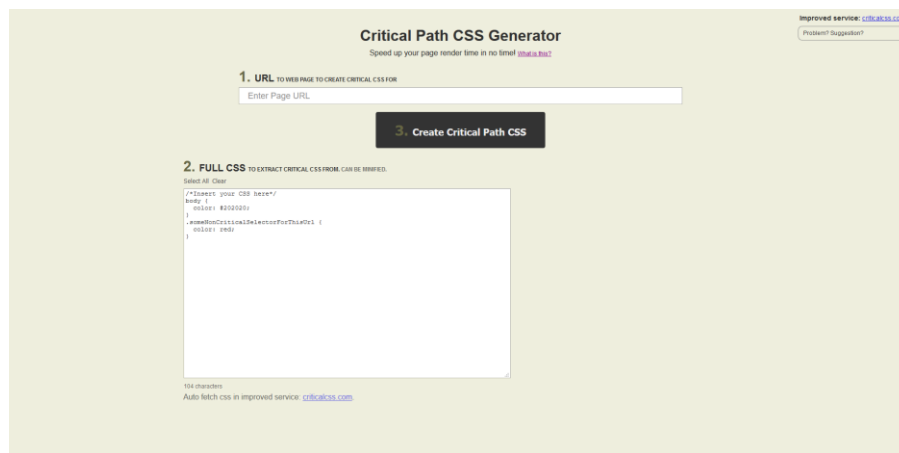 Improved service: criticalcss.co
Problem? Suggestion?
Critical Path CSS Generator
Speed up your page render time in no time! What is this?
1. URL TO WEB PAGE TO CREATE CRITICAL CSS FOR
Enter Page URL
3. Create Critical Path CSS
2. FULL CSS TO EXTRACT CRITICAL CSS FROM. CAN BE MINIFIED.
Select All Clear
/*Insert your CSS here*/
body {
color: #202020;
}
.someNonCriticalSelectorForThisUrl {
color: red;
}
104 characters
Auto fetch css in improved service: criticalcss.com.